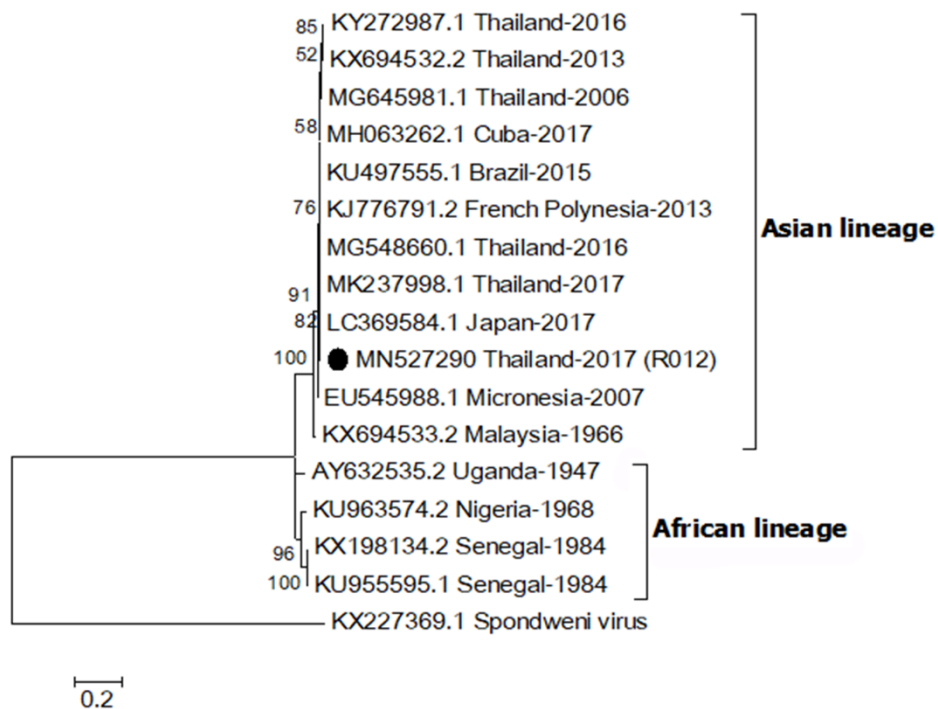 85
KY272987.1 Thailand-2016
52
KX694532.2 Thailand-2013
MG645981.1 Thailand-2006
58
MH063262.1 Cuba-2017
KU497555.1 Brazil-2015
76
KJ776791.2 French Polynesia-2013
Asian lineage
MG548660.1 Thailand-2016
MK237998.1 Thailand-2017
91
82
LC369584.1 Japan-2017
100
MN527290 Thailand-2017 (R012)
EU545988.1 Micronesia-2007
KX694533.2 Malaysia-1966
AY632535.2 Uganda-1947
KU963574.2 Nigeria-1968
African lineage
96
KX198134.2 Senegal-1984
100
KU955595.1 Senegal-1984
KX227369.1 Spondweni virus
0.2